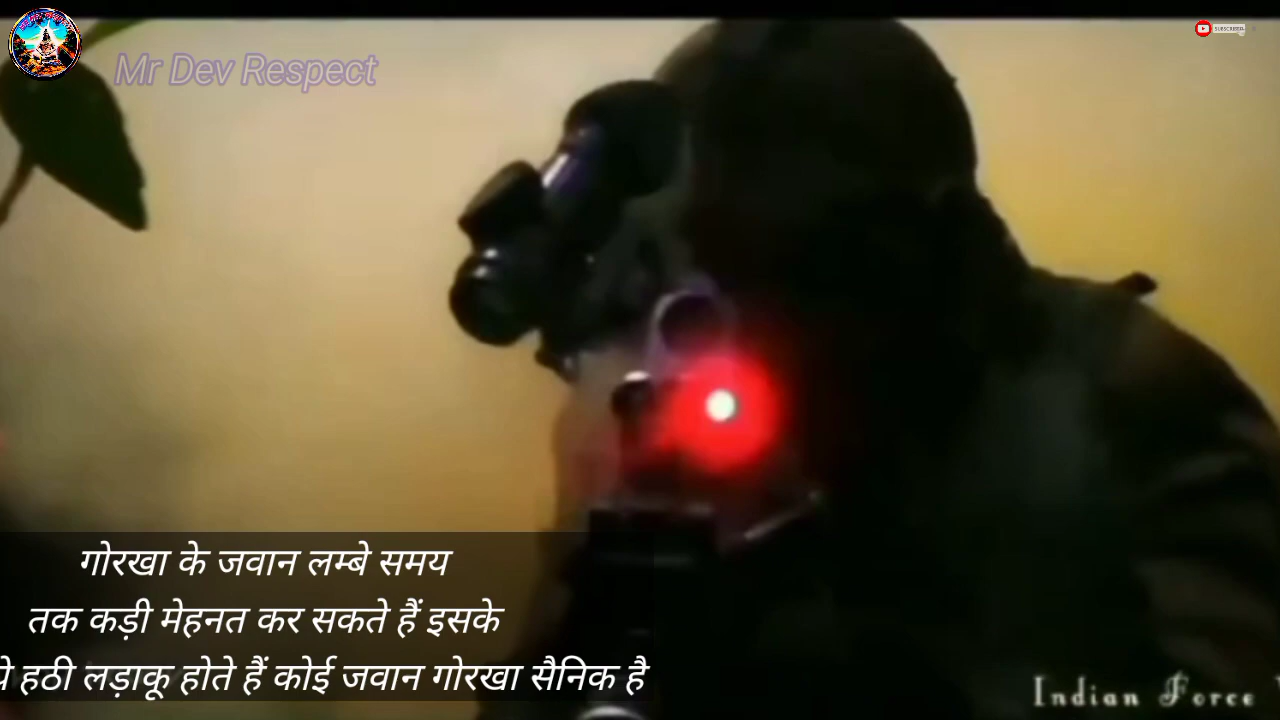 Mr Dev Respect
SUBSCRIBE
गोरखा के जवान लम्बे समय
तक कड़ी मेहनत कर सकते हैं इसके
हठी लड़ाकू होते हैं कोई जवान गोरखा सैनिक है
Indian Force